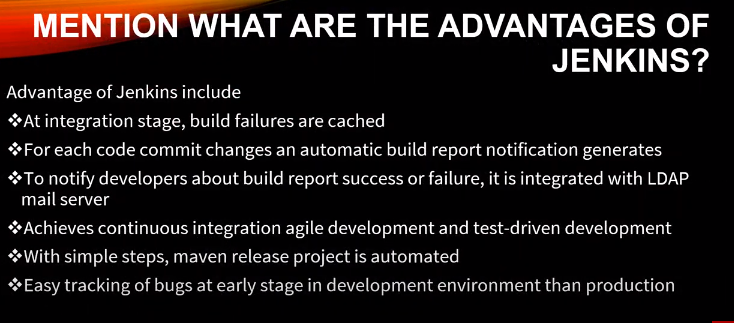 MENTION WHAT ARE THE ADVANTAGES OF
JENKINS?
Advantage of Jenkins include
❖At integration stage, build failures are cached
❖For each code commit changes an automatic build report notification generates
❖To notify developers about build report success or failure, it is integrated with LDAP
mail server
❖Achieves continuous integration agile development and test-driven development
❖With simple steps, maven release project is automated
❖Easy tracking of bugs at early stage in development environment than production